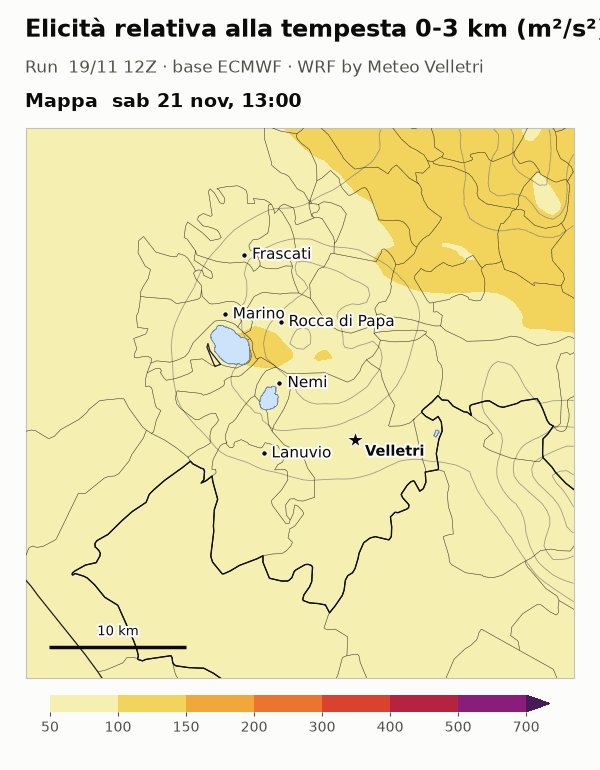 Elicità relativa alla tempesta 0-3 km (m²/s²)
Run  19/11 12Z · base ECMWF · WRF by Meteo Velletri
Mappa  sab 21 nov, 13:00
Frascati
Marino
Rocca di Papa
Nemi
Velletri
Lanuvio
10 km
50 100 150 200 300 400 500 700